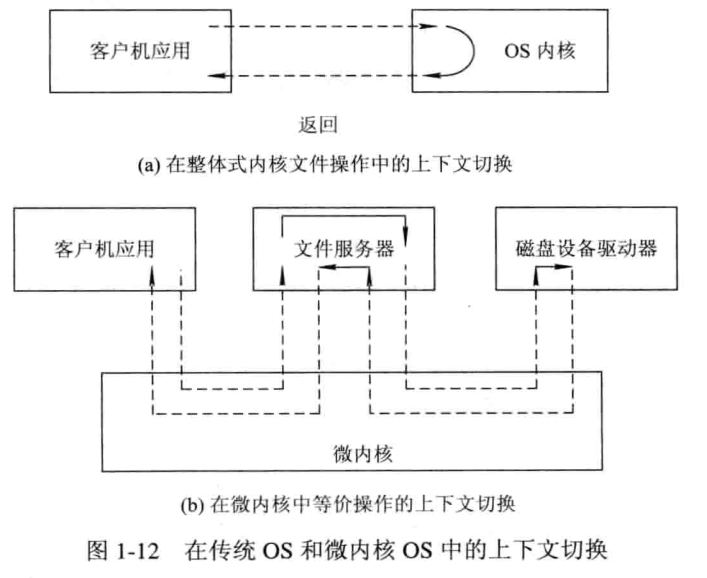 客户机应用
OS 内核
返回
(a) 在整体式内核文件操作中的上下文切换
客户机应用
文件服务器
磁盘设备驱动器
微内核
(b) 在微内核中等价操作的上下文切换
图 1-12 在传统 OS 和微内核 OS 中的上下文切换